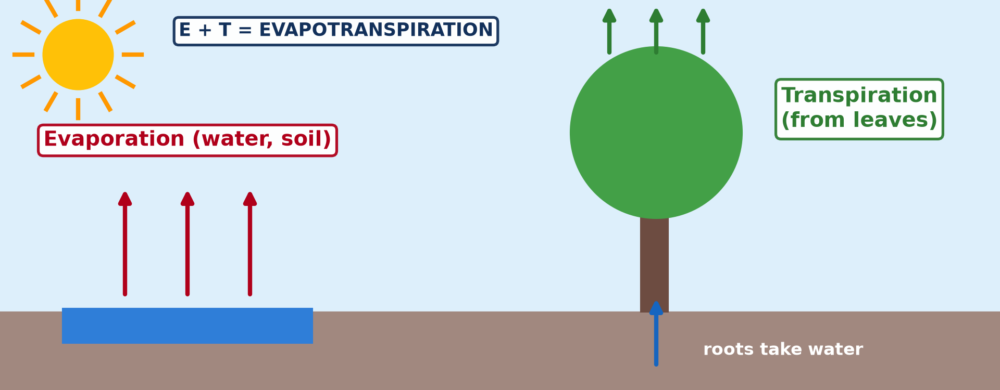 E + T = EVAPOTRANSPIRATION
Transpiration
(from leaves)
Evaporation (water, soil)
roots take water